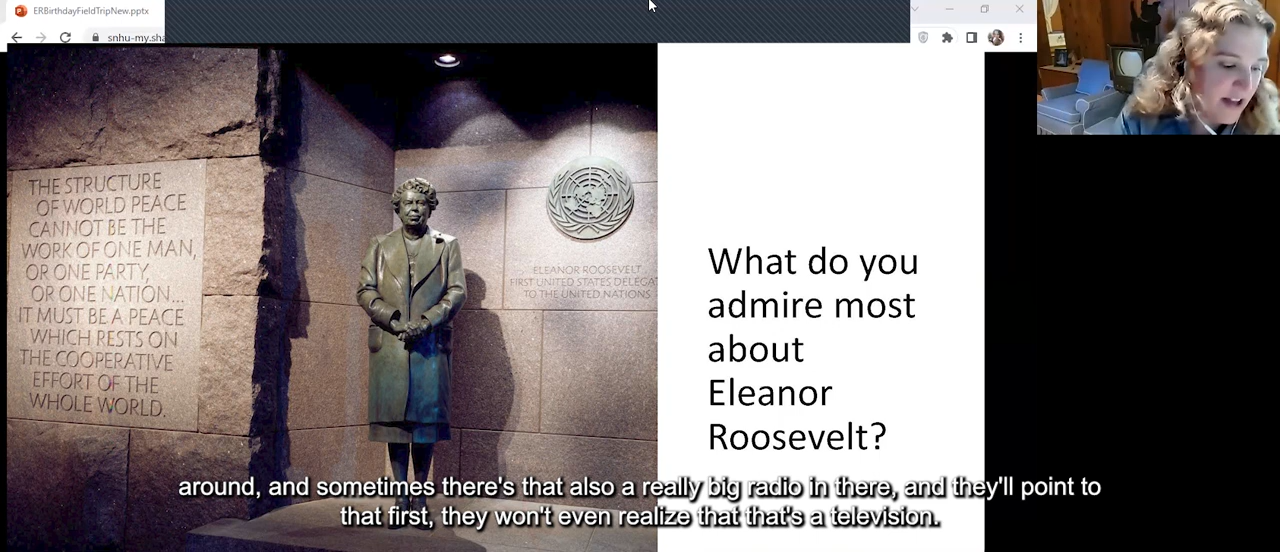 ERBirthdayFieldTripNew.pptx
snhu-my.sha
THE STRUCTURE
OF WORLD PEACE
CANNOT BE THE
WORK OF ONE MAN,
OR ONE PARTY,
OR ONE NATION...
IT MUST BE A PEACE
WHICH RESTS ON
THE COOPERATIVE
EFFORT OF THE
WHOLE WORLD.
ELEANOR ROOSEVELT
FIRST UNITED STATES DELEGA
TO THE UNITED NATIONS
What do you
admire most
about
Eleanor
Roosevelt?
around, and sometimes there's that also a really big radio in there, and they'll point to
that first, they won't even realize that that's a television.